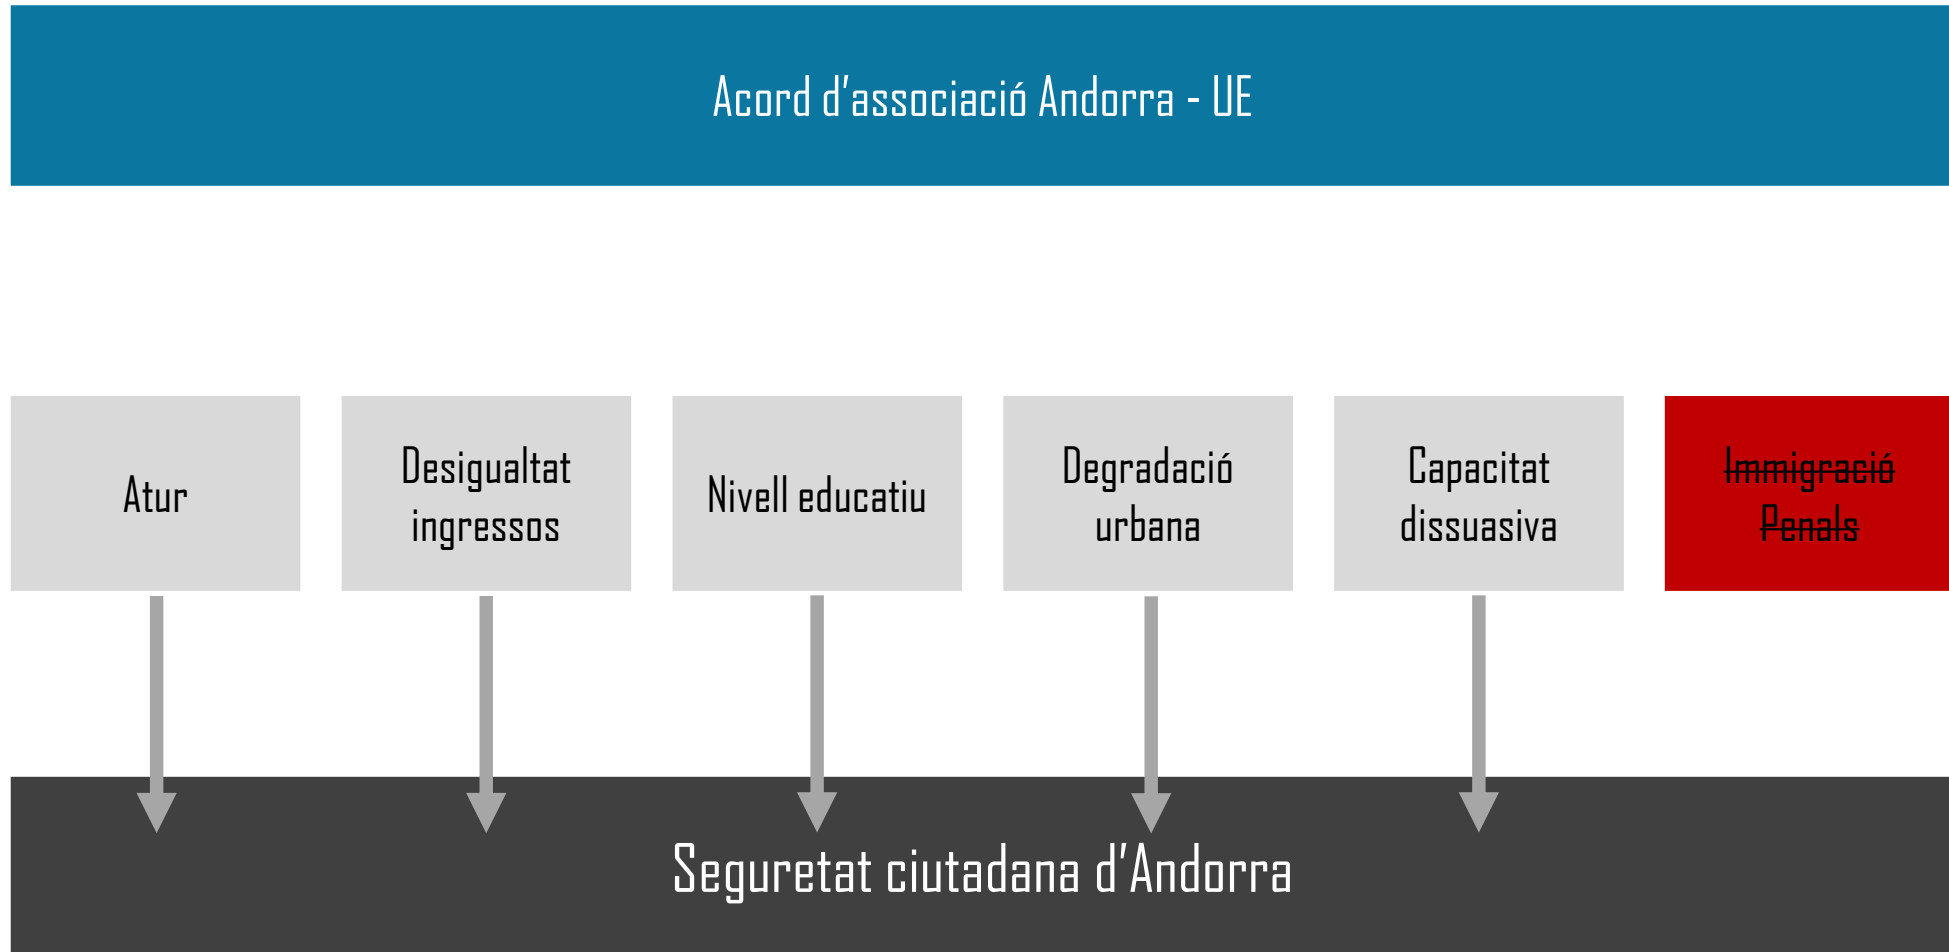 Acord d’associació Andorra - UE
Atur
Desigualtat
ingressos
Nivell educatiu
Degradació
urbana
Capacitat
dissuasiva
Immigració
Penals
Seguretat ciutadana d’Andorra